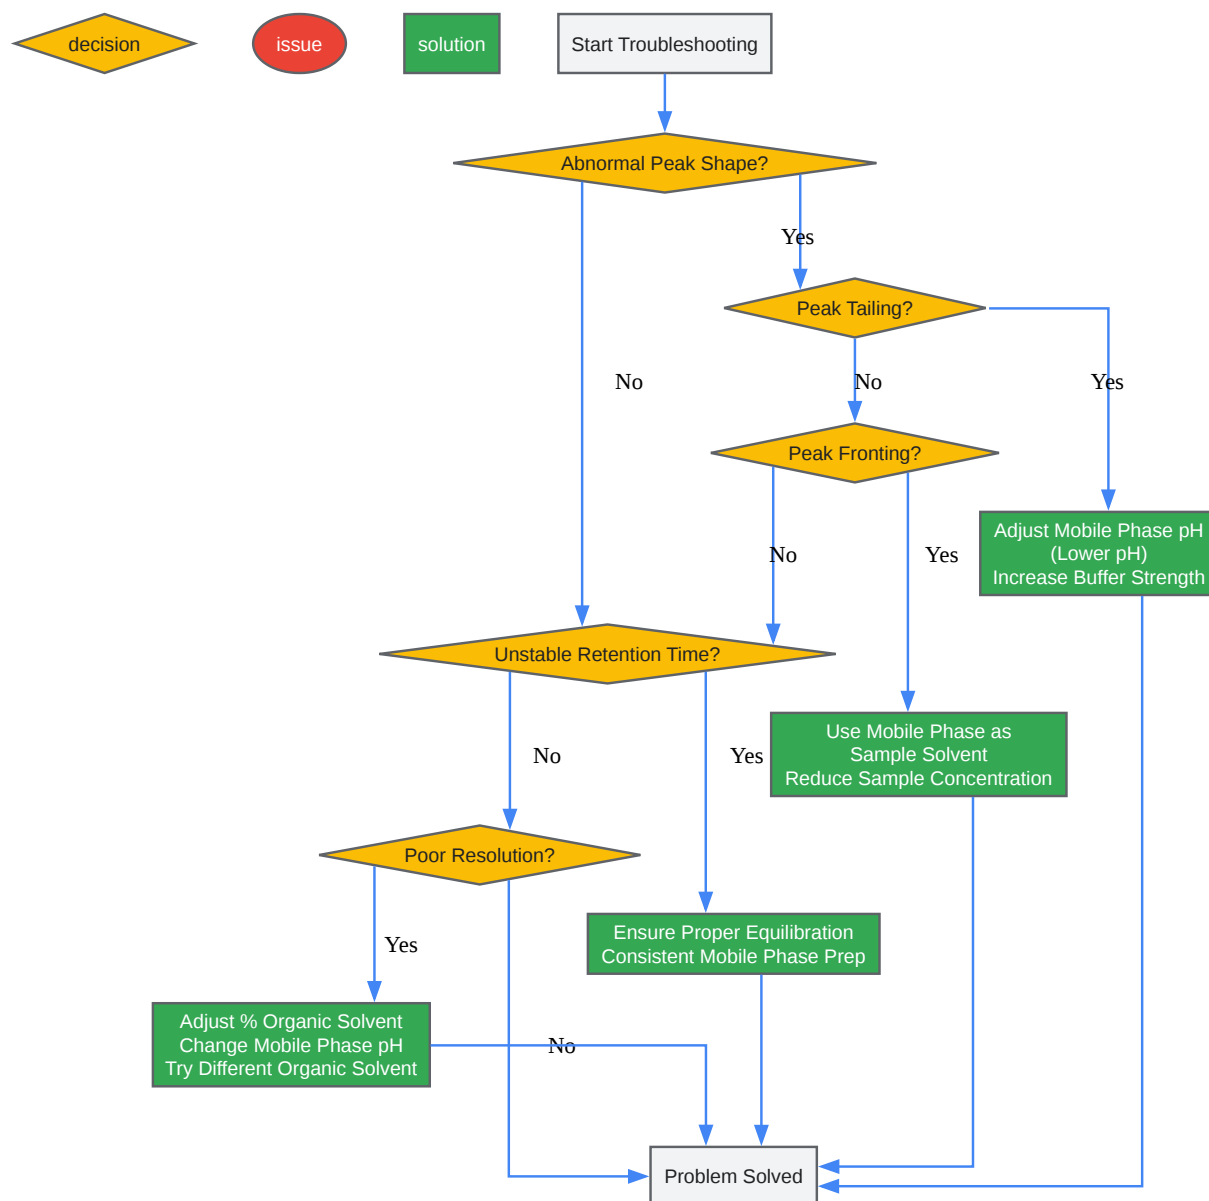 decision
issue
solution
Start Troubleshooting
Abnormal Peak Shape?
Yes
Peak Tailing?
No
No
Yes
Peak Fronting?
Adjust Mobile Phase pH
(Lower pH)
Increase Buffer Strength
No
Yes
Unstable Retention Time?
Use Mobile Phase as
Sample Solvent
Reduce Sample Concentration
No
Yes
Poor Resolution?
Ensure Proper Equilibration
Consistent Mobile Phase Prep
Yes
Adjust % Organic Solvent
Change Mobile Phase pH
Try Different Organic Solvent
No
Problem Solved